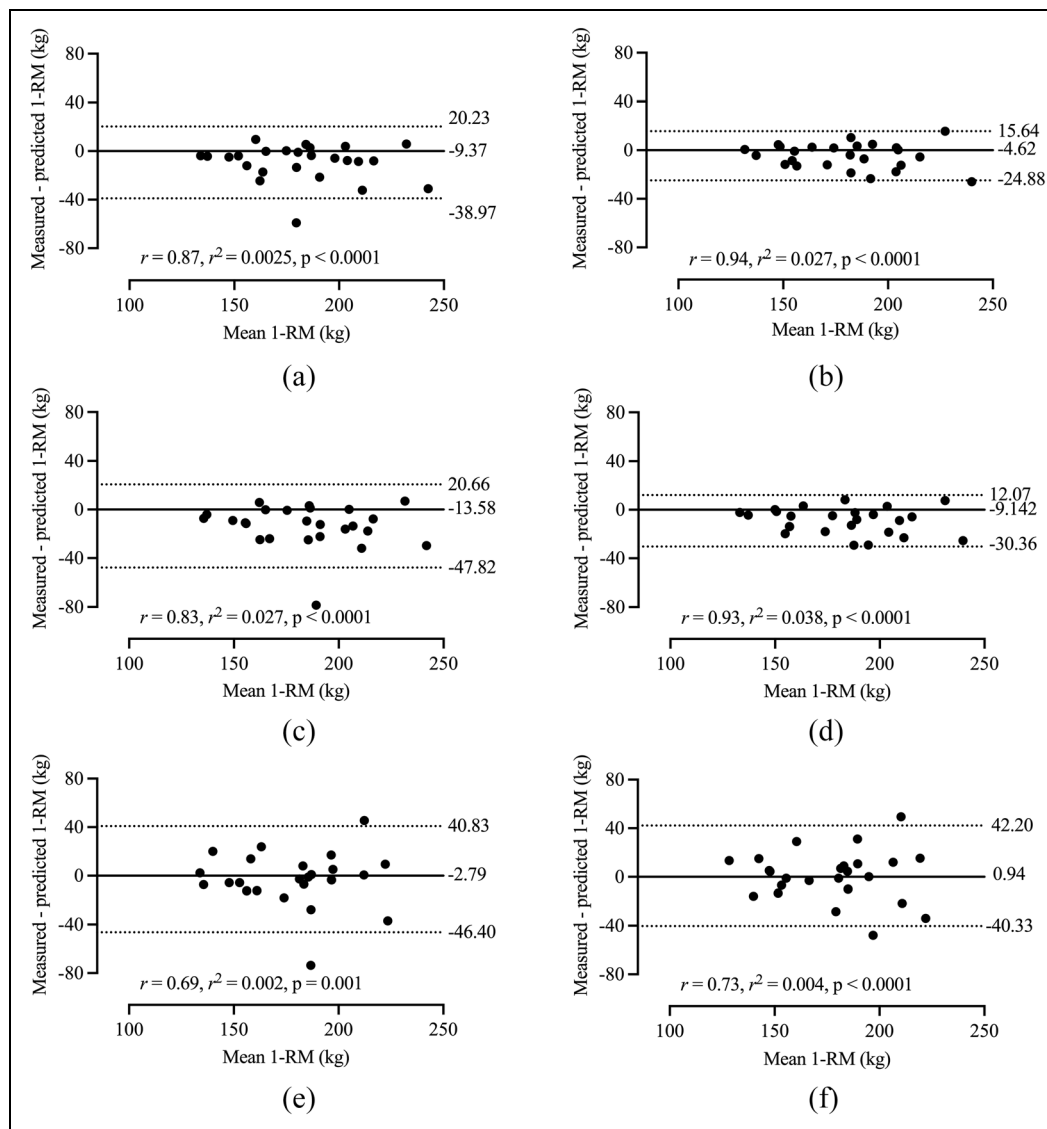 Measured - predicted 1-RM (kg)
80
40
0
-40
-80
20.23
-9.37
-38.97
r = 0.87, r² = 0.0025, p < 0.0001
100 150 200 250
Mean 1-RM (kg)
(a)
Measured - predicted 1-RM (kg)
80
40
0
-40
-80
15.64
-4.62
-24.88
r = 0.94, r² = 0.027, p < 0.0001
100 150 200 250
Mean 1-RM (kg)
(b)
Measured - predicted 1-RM (kg)
80
40
0
-40
-80
20.66
-13.58
-47.82
r = 0.83, r² = 0.027, p < 0.0001
100 150 200 250
Mean 1-RM (kg)
(c)
Measured - predicted 1-RM (kg)
80
40
0
-40
-80
12.07
-9.142
-30.36
r = 0.93, r² = 0.038, p < 0.0001
100 150 200 250
Mean 1-RM (kg)
(d)
Measured - predicted 1-RM (kg)
80
40
0
-40
-80
40.83
-2.79
-46.40
r = 0.69, r² = 0.002, p = 0.001
100 150 200 250
Mean 1-RM (kg)
(e)
Measured - predicted 1-RM (kg)
80
40
0
-40
-80
42.20
0.94
-40.33
r = 0.73, r² = 0.004, p < 0.0001
100 150 200 250
Mean 1-RM (kg)
(f)